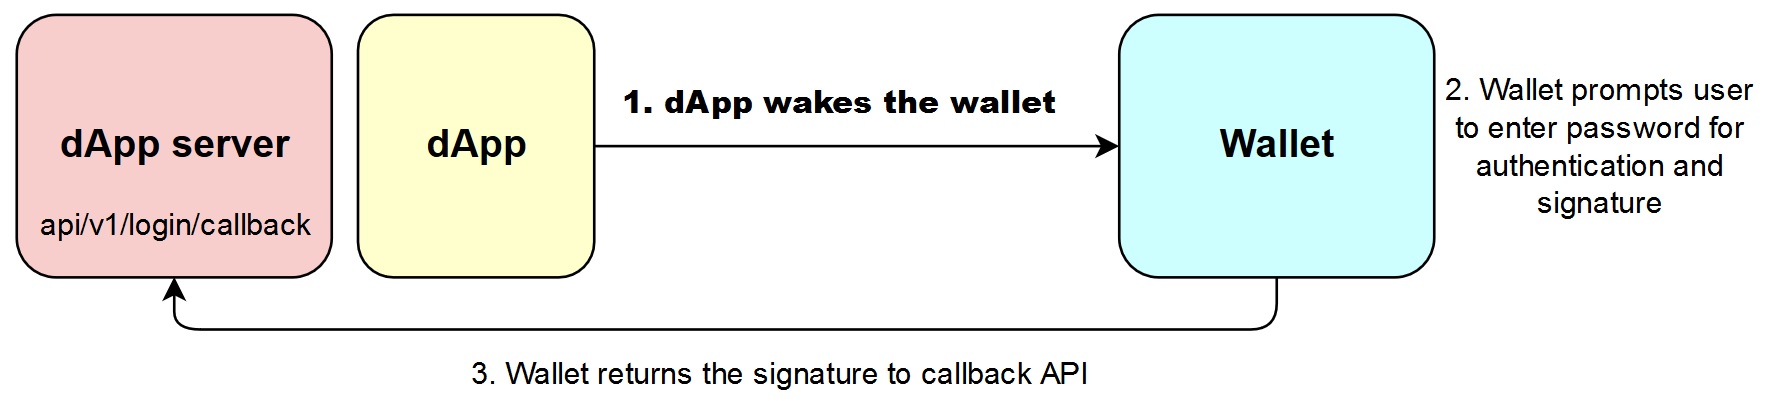 dApp server
api/v1/login/callback
dApp
1. dApp wakes the wallet
Wallet
2. Wallet prompts user
to enter password for
authentication and
signature
3. Wallet returns the signature to callback API